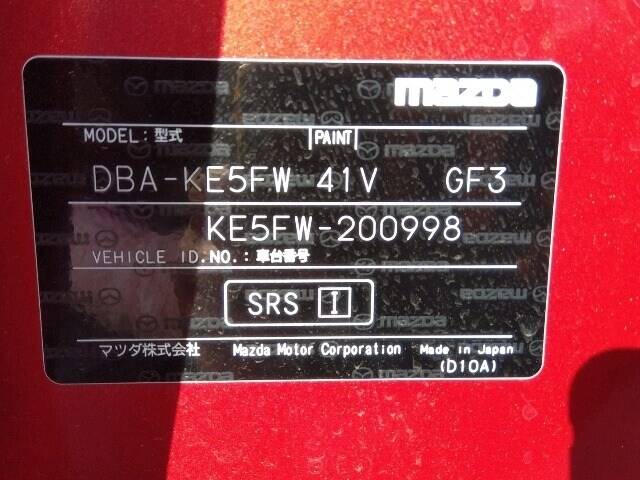 mazda
MODEL: 型式 PAINT
DBA-KE5FW 41V GF3
KE5FW-200998
VEHICLE ID.NO.: 車台番号
SRS I
マツダ株式会社 Mazda Motor Corporation Made in Japan
(D10A)